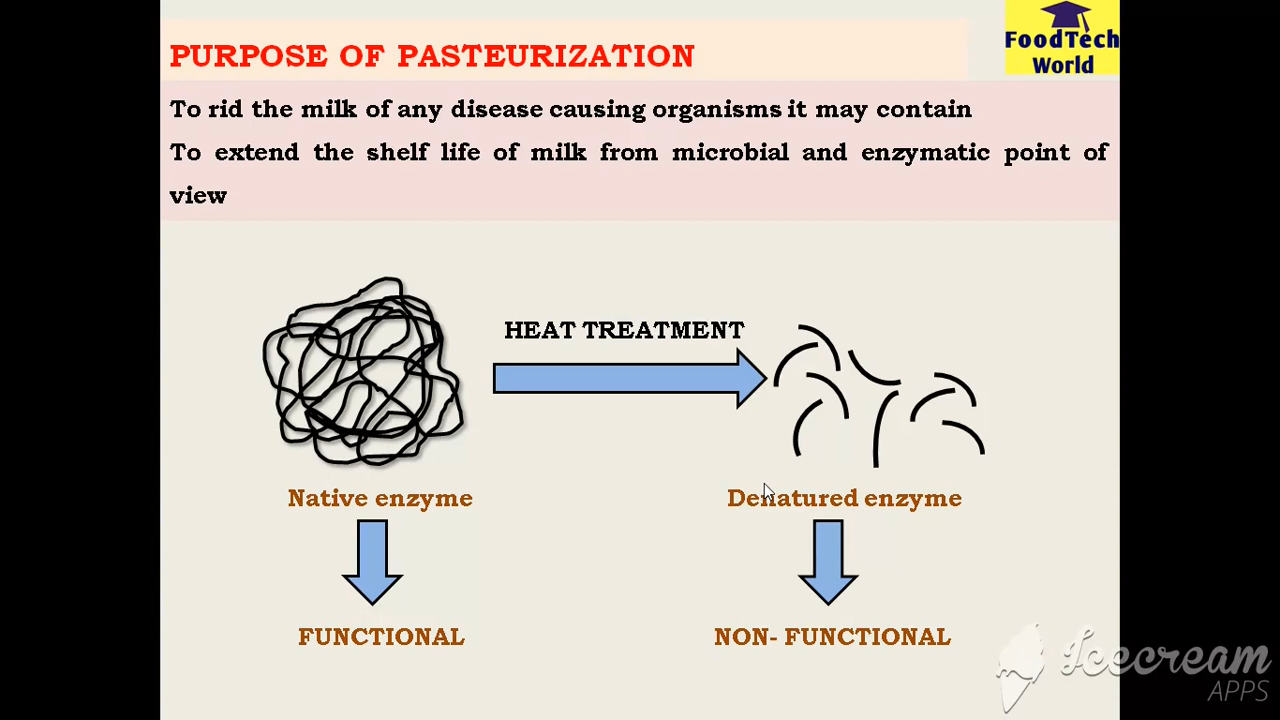 PURPOSE OF PASTEURIZATION
FoodTech
World
To rid the milk of any disease causing organisms it may contain
To extend the shelf life of milk from microbial and enzymatic point of
view
HEAT TREATMENT
Native enzyme
Denatured enzyme
FUNCTIONAL
NON- FUNCTIONAL
Icecream
APPS